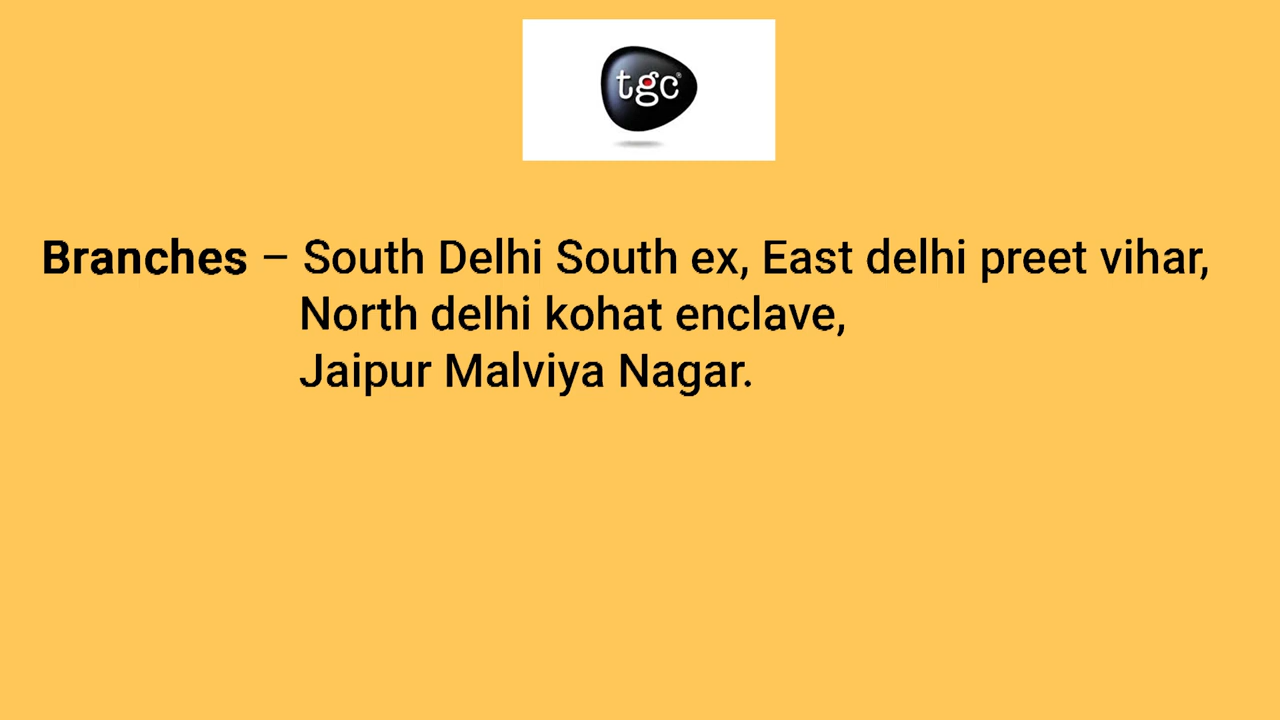 tgc®
Branches – South Delhi South ex, East delhi preet vihar,
North delhi kohat enclave,
Jaipur Malviya Nagar.